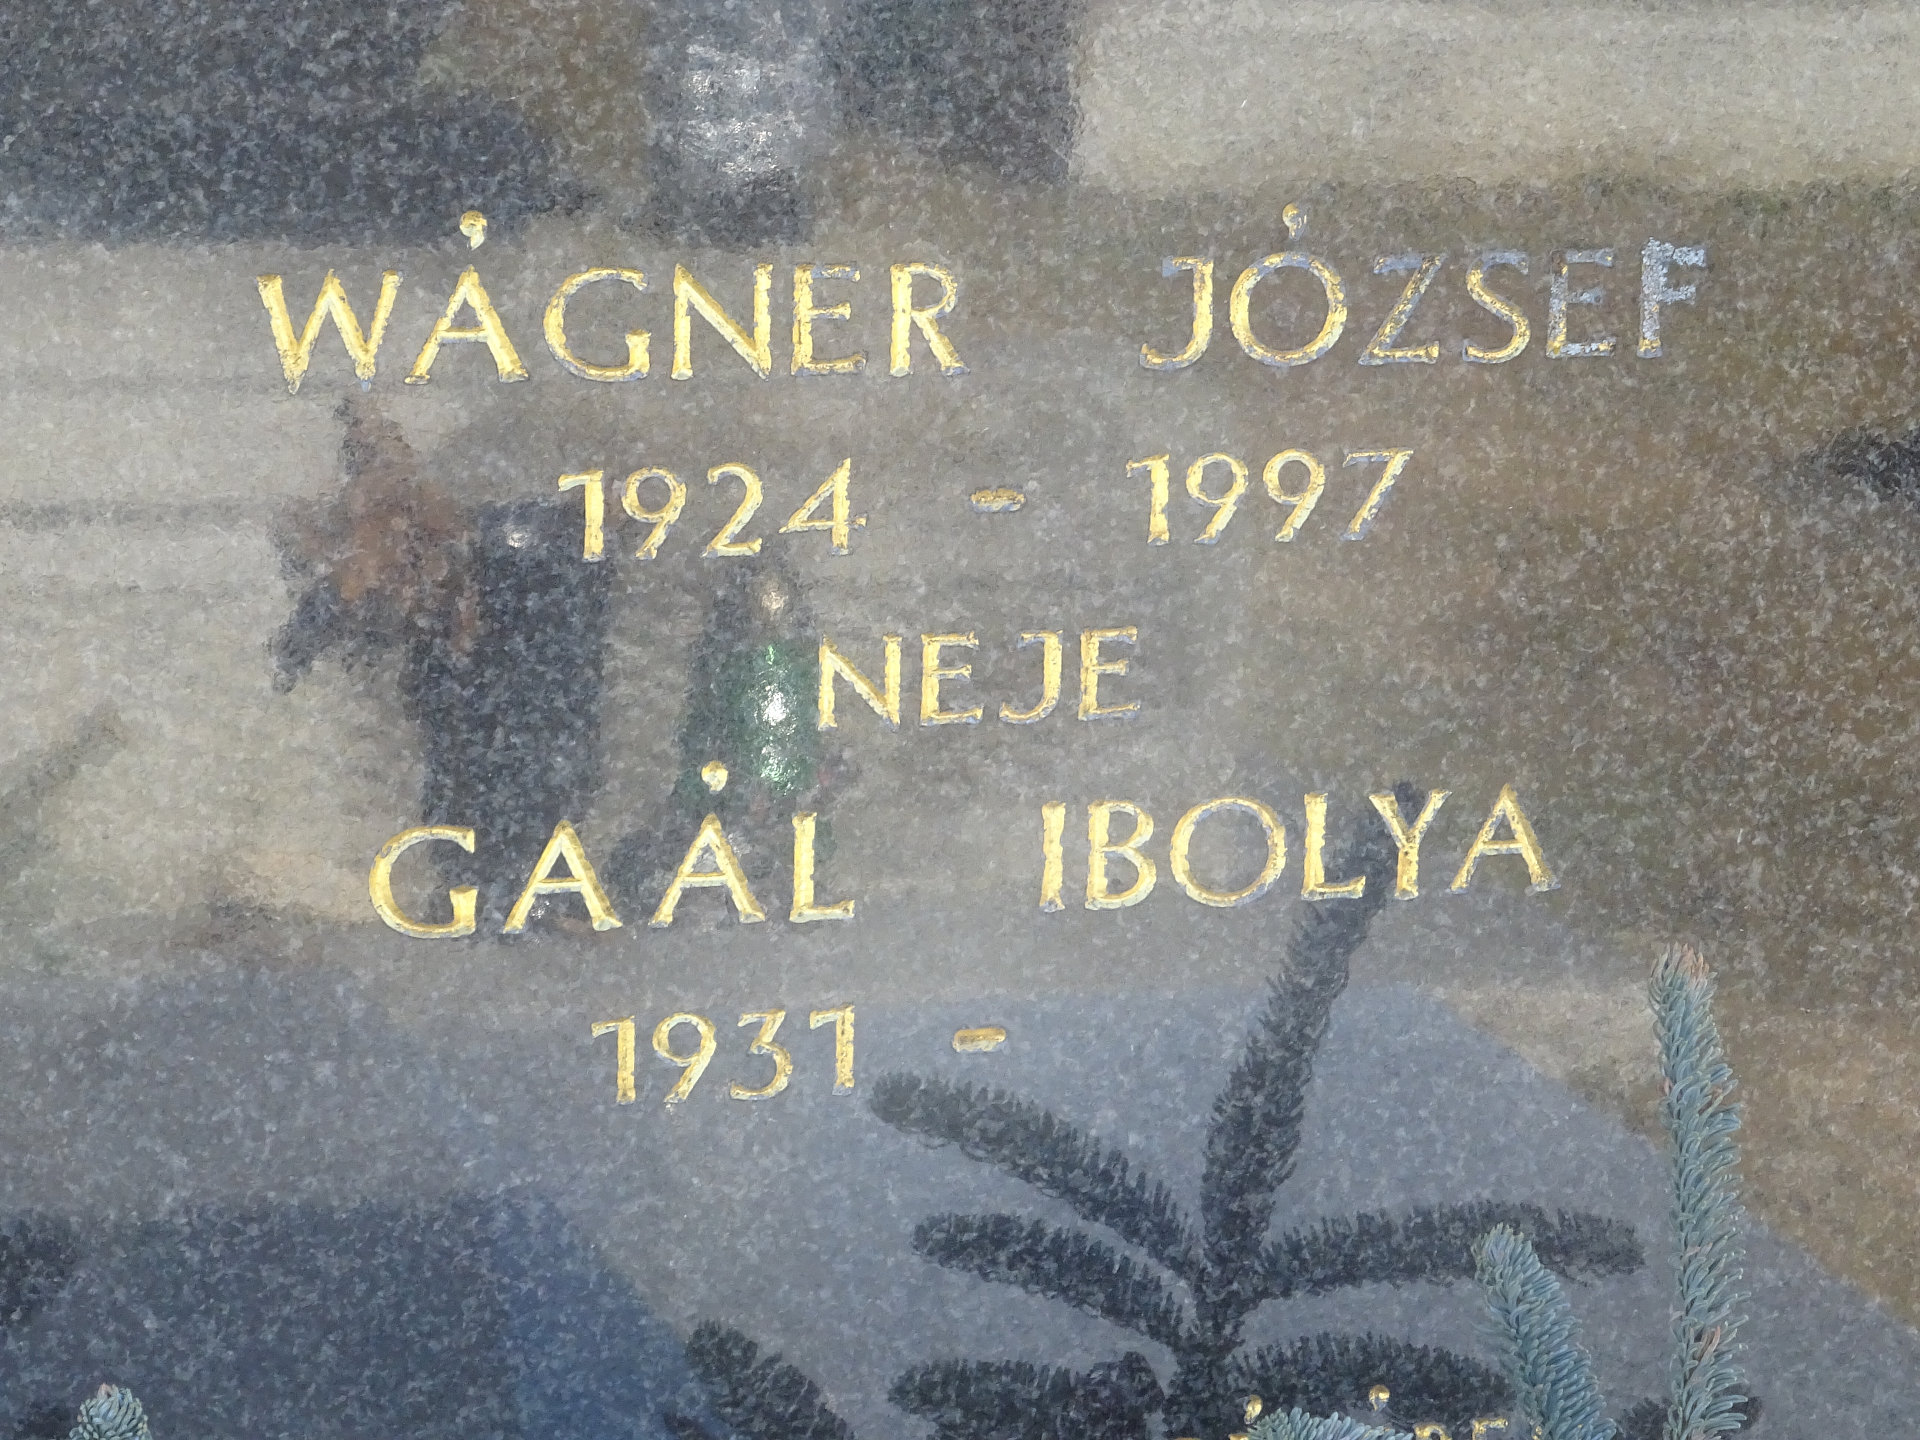 WÁGNER JÓZSEF
1924 - 1997
NEJE
GAÁL IBOLYA
1931 -